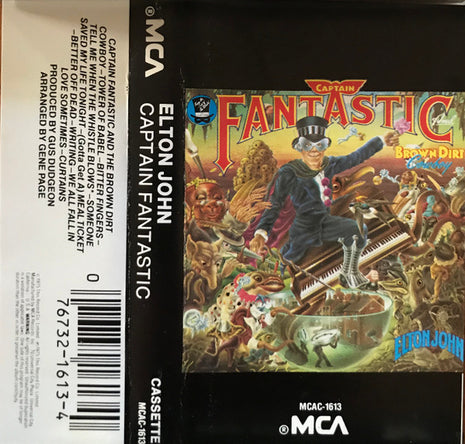 CAPTAIN FANTASTIC AND THE BROWN DIRT
COWBOY–TOWER OF BABEL–BITTER FINGERS–
TELL ME WHEN THE WHISTLE BLOWS*–SOMEONE
SAVED MY LIFE TONIGHT–(Gotta Get A) MEAL TICKET
–BETTER OFF DEAD–WRITING–WE ALL FALL IN
LOVE SOMETIMES–CURTAINS
PRODUCED BY GUS DUDGEON
*ARRANGED BY GENE PAGE
0
76732-1613-4
® MCA
ELTON JOHN
CAPTAIN FANTASTIC
CASSETTE
MCAC-1613
CAPTAIN
FANTASTIC
BROWN DIRT
Cowboy
ELTON JOHN
MCAC-1613
® MCA